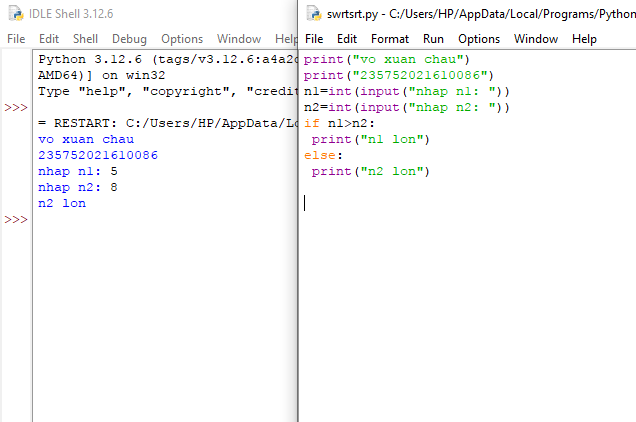 IDLE Shell 3.12.6
File Edit Shell Debug Options Window Help
Python 3.12.6 (tags/v3.12.6:a4a2
AMD64)] on win32
Type "help", "copyright", "credit
>>>
= RESTART: C:/Users/HP/AppData/Lo
vo xuan chau
235752021610086
nhap n1: 5
nhap n2: 8
n2 lon
>>>
swrtsrt.py - C:/Users/HP/AppData/Local/Programs/Python
File Edit Format Run Options Window Help
print("vo xuan chau")
print("235752021610086")
n1=int(input("nhap n1: "))
n2=int(input("nhap n2: "))
if n1>n2:
 print("n1 lon")
else:
 print("n2 lon")